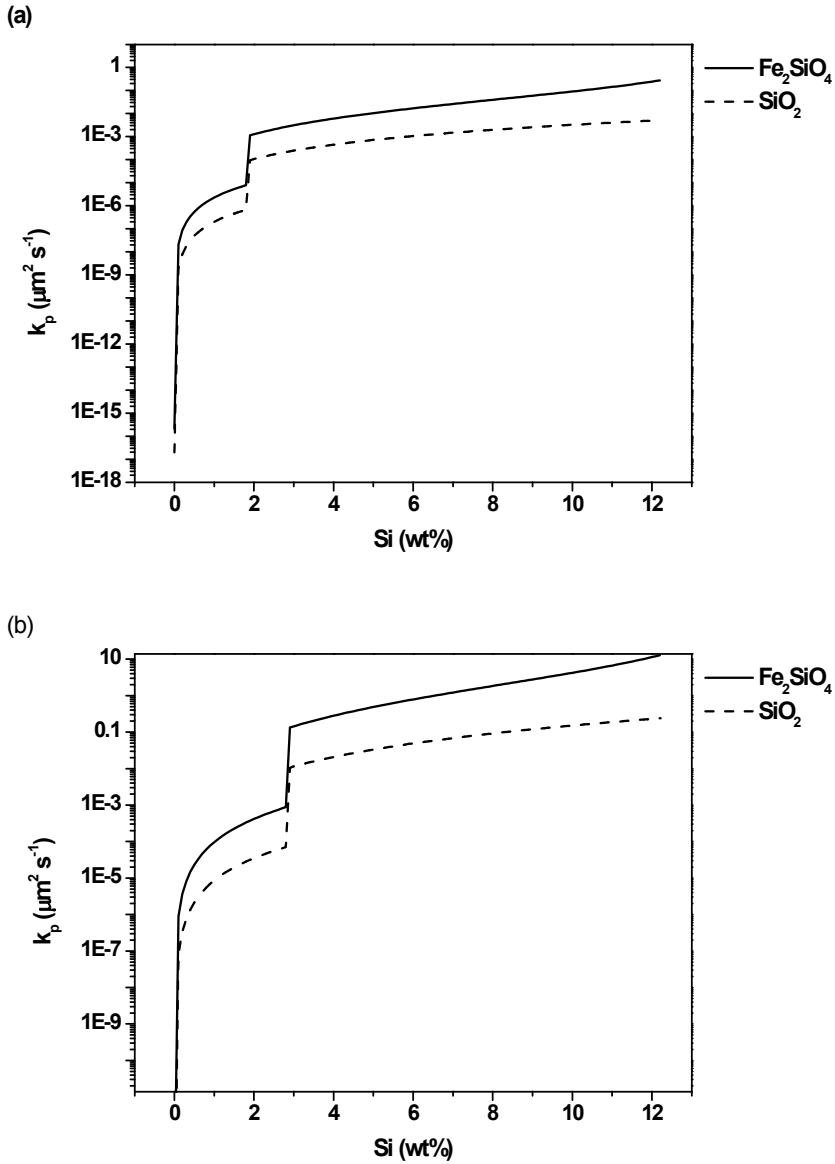 (a)
1
1E-3
1E-6
1E-9
1E-12
1E-15
1E-18
kₚ (μm² s⁻¹)
0 2 4 6 8 10 12
Si (wt%)
Fe₂SiO₄
SiO₂
(b)
10
0.1
1E-3
1E-5
1E-7
1E-9
kₚ (μm² s⁻¹)
0 2 4 6 8 10 12
Si (wt%)
Fe₂SiO₄
SiO₂